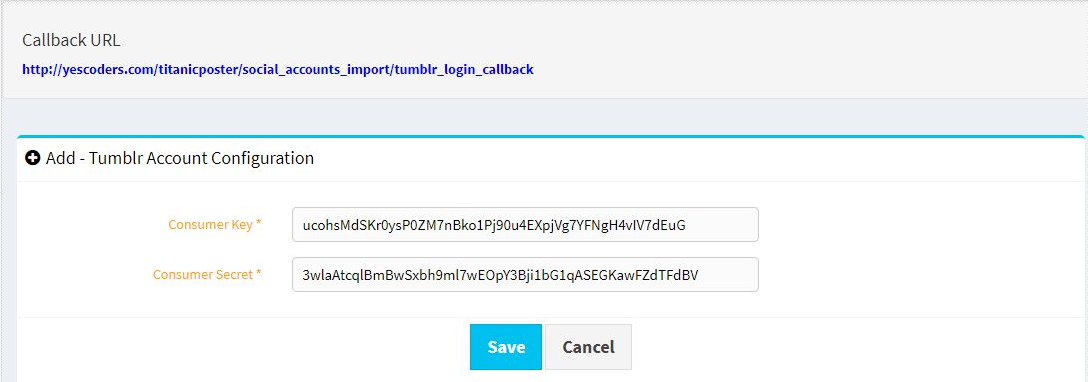 Callback URL
http://yescoders.com/titanicposter/social_accounts_import/tumblr_login_callback
Add - Tumblr Account Configuration
Consumer Key *
ucohsMdSKr0ysP0ZM7nBko1Pj90u4EXpjVg7YFNgH4vIV7dEuG
Consumer Secret *
3wlaAtcqlBmBwSxbh9ml7wEOpY3Bji1bG1qASEGKawFZdTFdBV
Save
Cancel